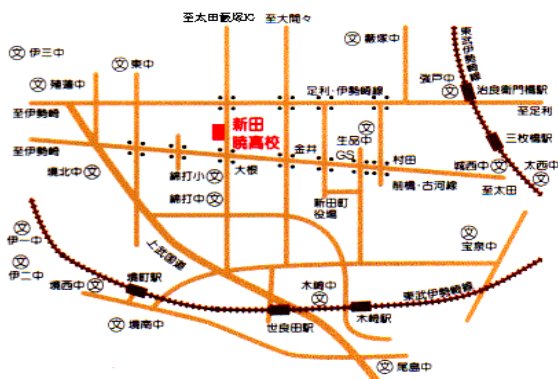 至太田藪塚IC
至大間々
伊三中
東中
藪塚中
東武伊勢崎線
殖蓮中
足利・伊勢崎線
強戸中
治良衛門橋駅
至伊勢崎
至足利
新田
暁高校
生品中
三枚橋駅
至伊勢崎
金井
GS
村田
城西中
太西中
境北中
綿打小
大根
前橋・古河線
至太田
綿打中
新田町
役場
伊一中
上武国道
宝泉中
伊二中
境町駅
境西中
木崎中
東武伊勢崎線
境南中
世良田駅
木崎駅
尾島中